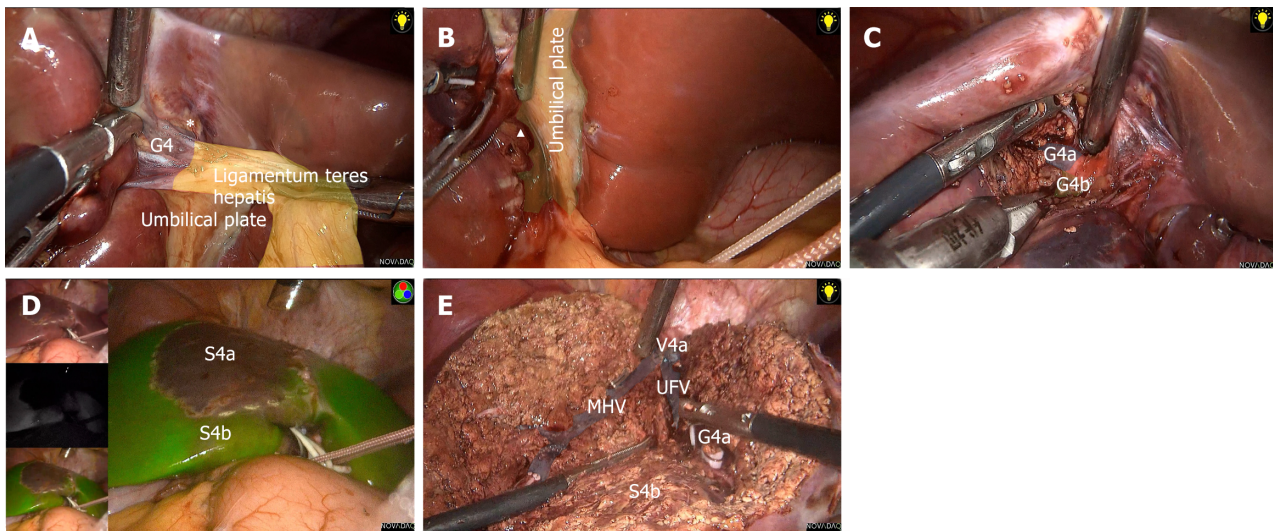 A
G4
*
Ligamentum teres
hepatis
Umbilical plate
NOVADAQ
B
Umbilical plate
NOVADAQ
C
G4a
G4b
NOVADAQ
D
S4a
S4b
NOVADAQ
E
V4a
UFV
MHV
G4a
S4b
NOVADAQ